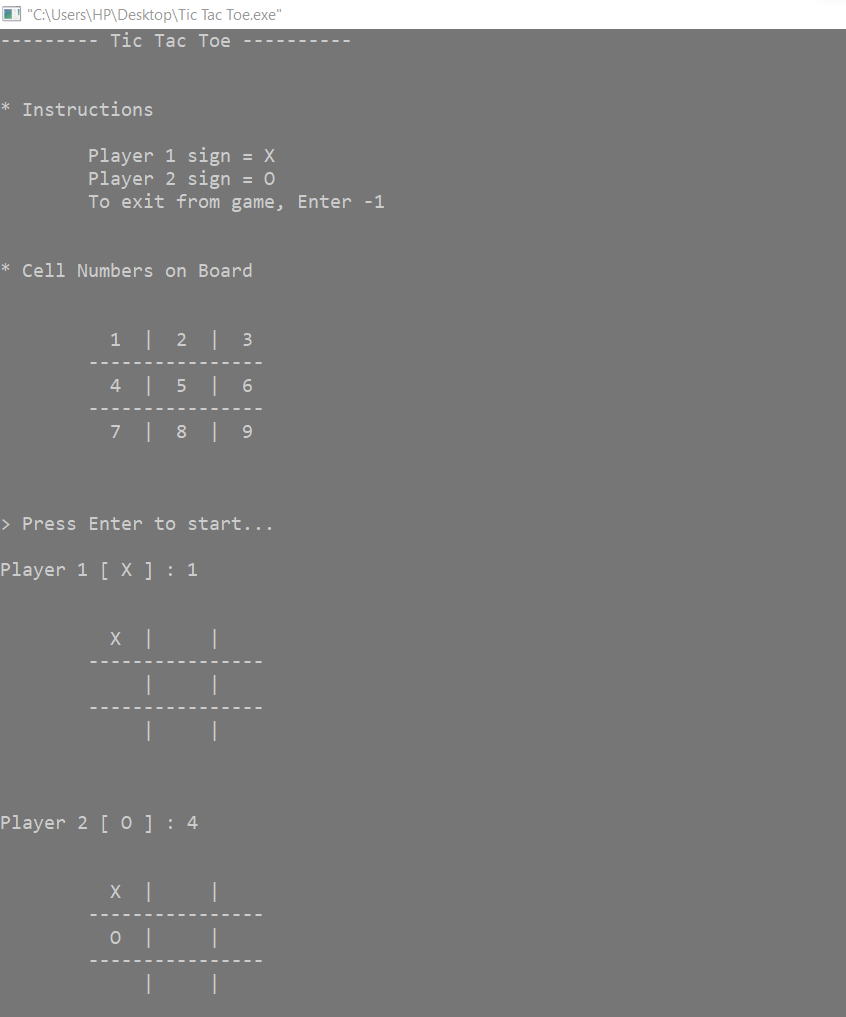 "C:\Users\HP\Desktop\Tic Tac Toe.exe"
--------- Tic Tac Toe ----------
* Instructions
Player 1 sign = X
Player 2 sign = O
To exit from game, Enter -1
* Cell Numbers on Board
1 | 2 | 3
----------------
4 | 5 | 6
----------------
7 | 8 | 9
> Press Enter to start...
Player 1 [ X ] : 1
X | |
----------------
| |
----------------
| |
Player 2 [ O ] : 4
X | |
----------------
O | |
----------------
| |